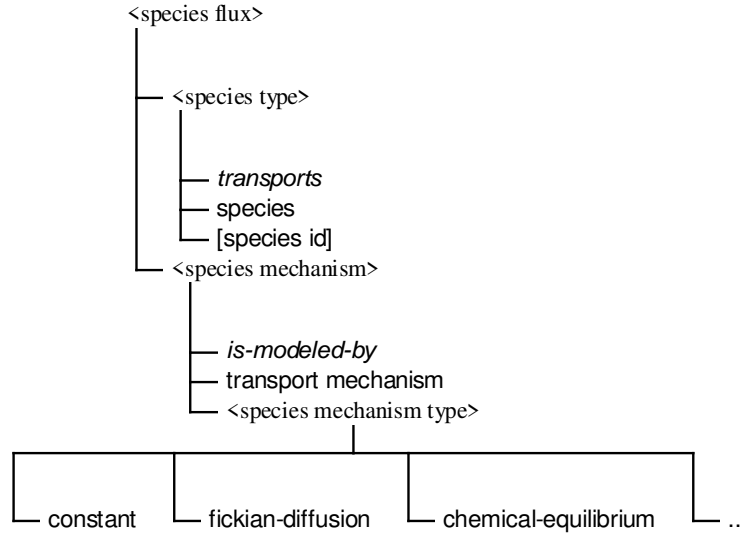 <species flux>
<species type>
transports
species
[species id]
<species mechanism>
is-modeled-by
transport mechanism
<species mechanism type>
constant fickian-diffusion chemical-equilibrium ..